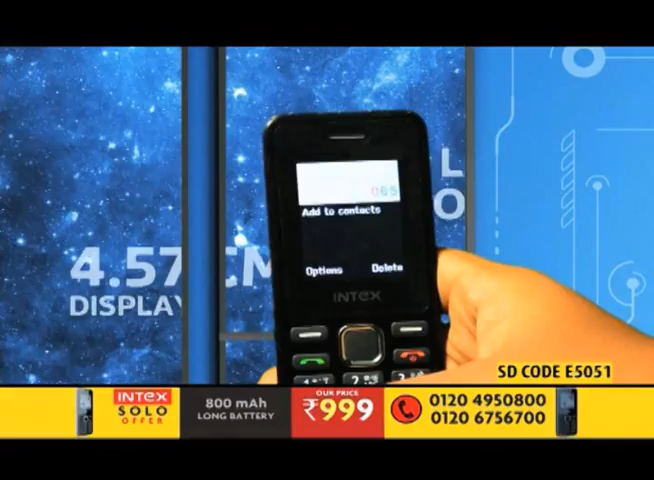 L
O
4.57 CM
DISPLAY
065
Add to contacts
Options
Delete
INTEX
SD CODE E5051
INTEX
SOLO
OFFER
800 mAh
LONG BATTERY
OUR PRICE
₹999
0120 4950800
0120 6756700